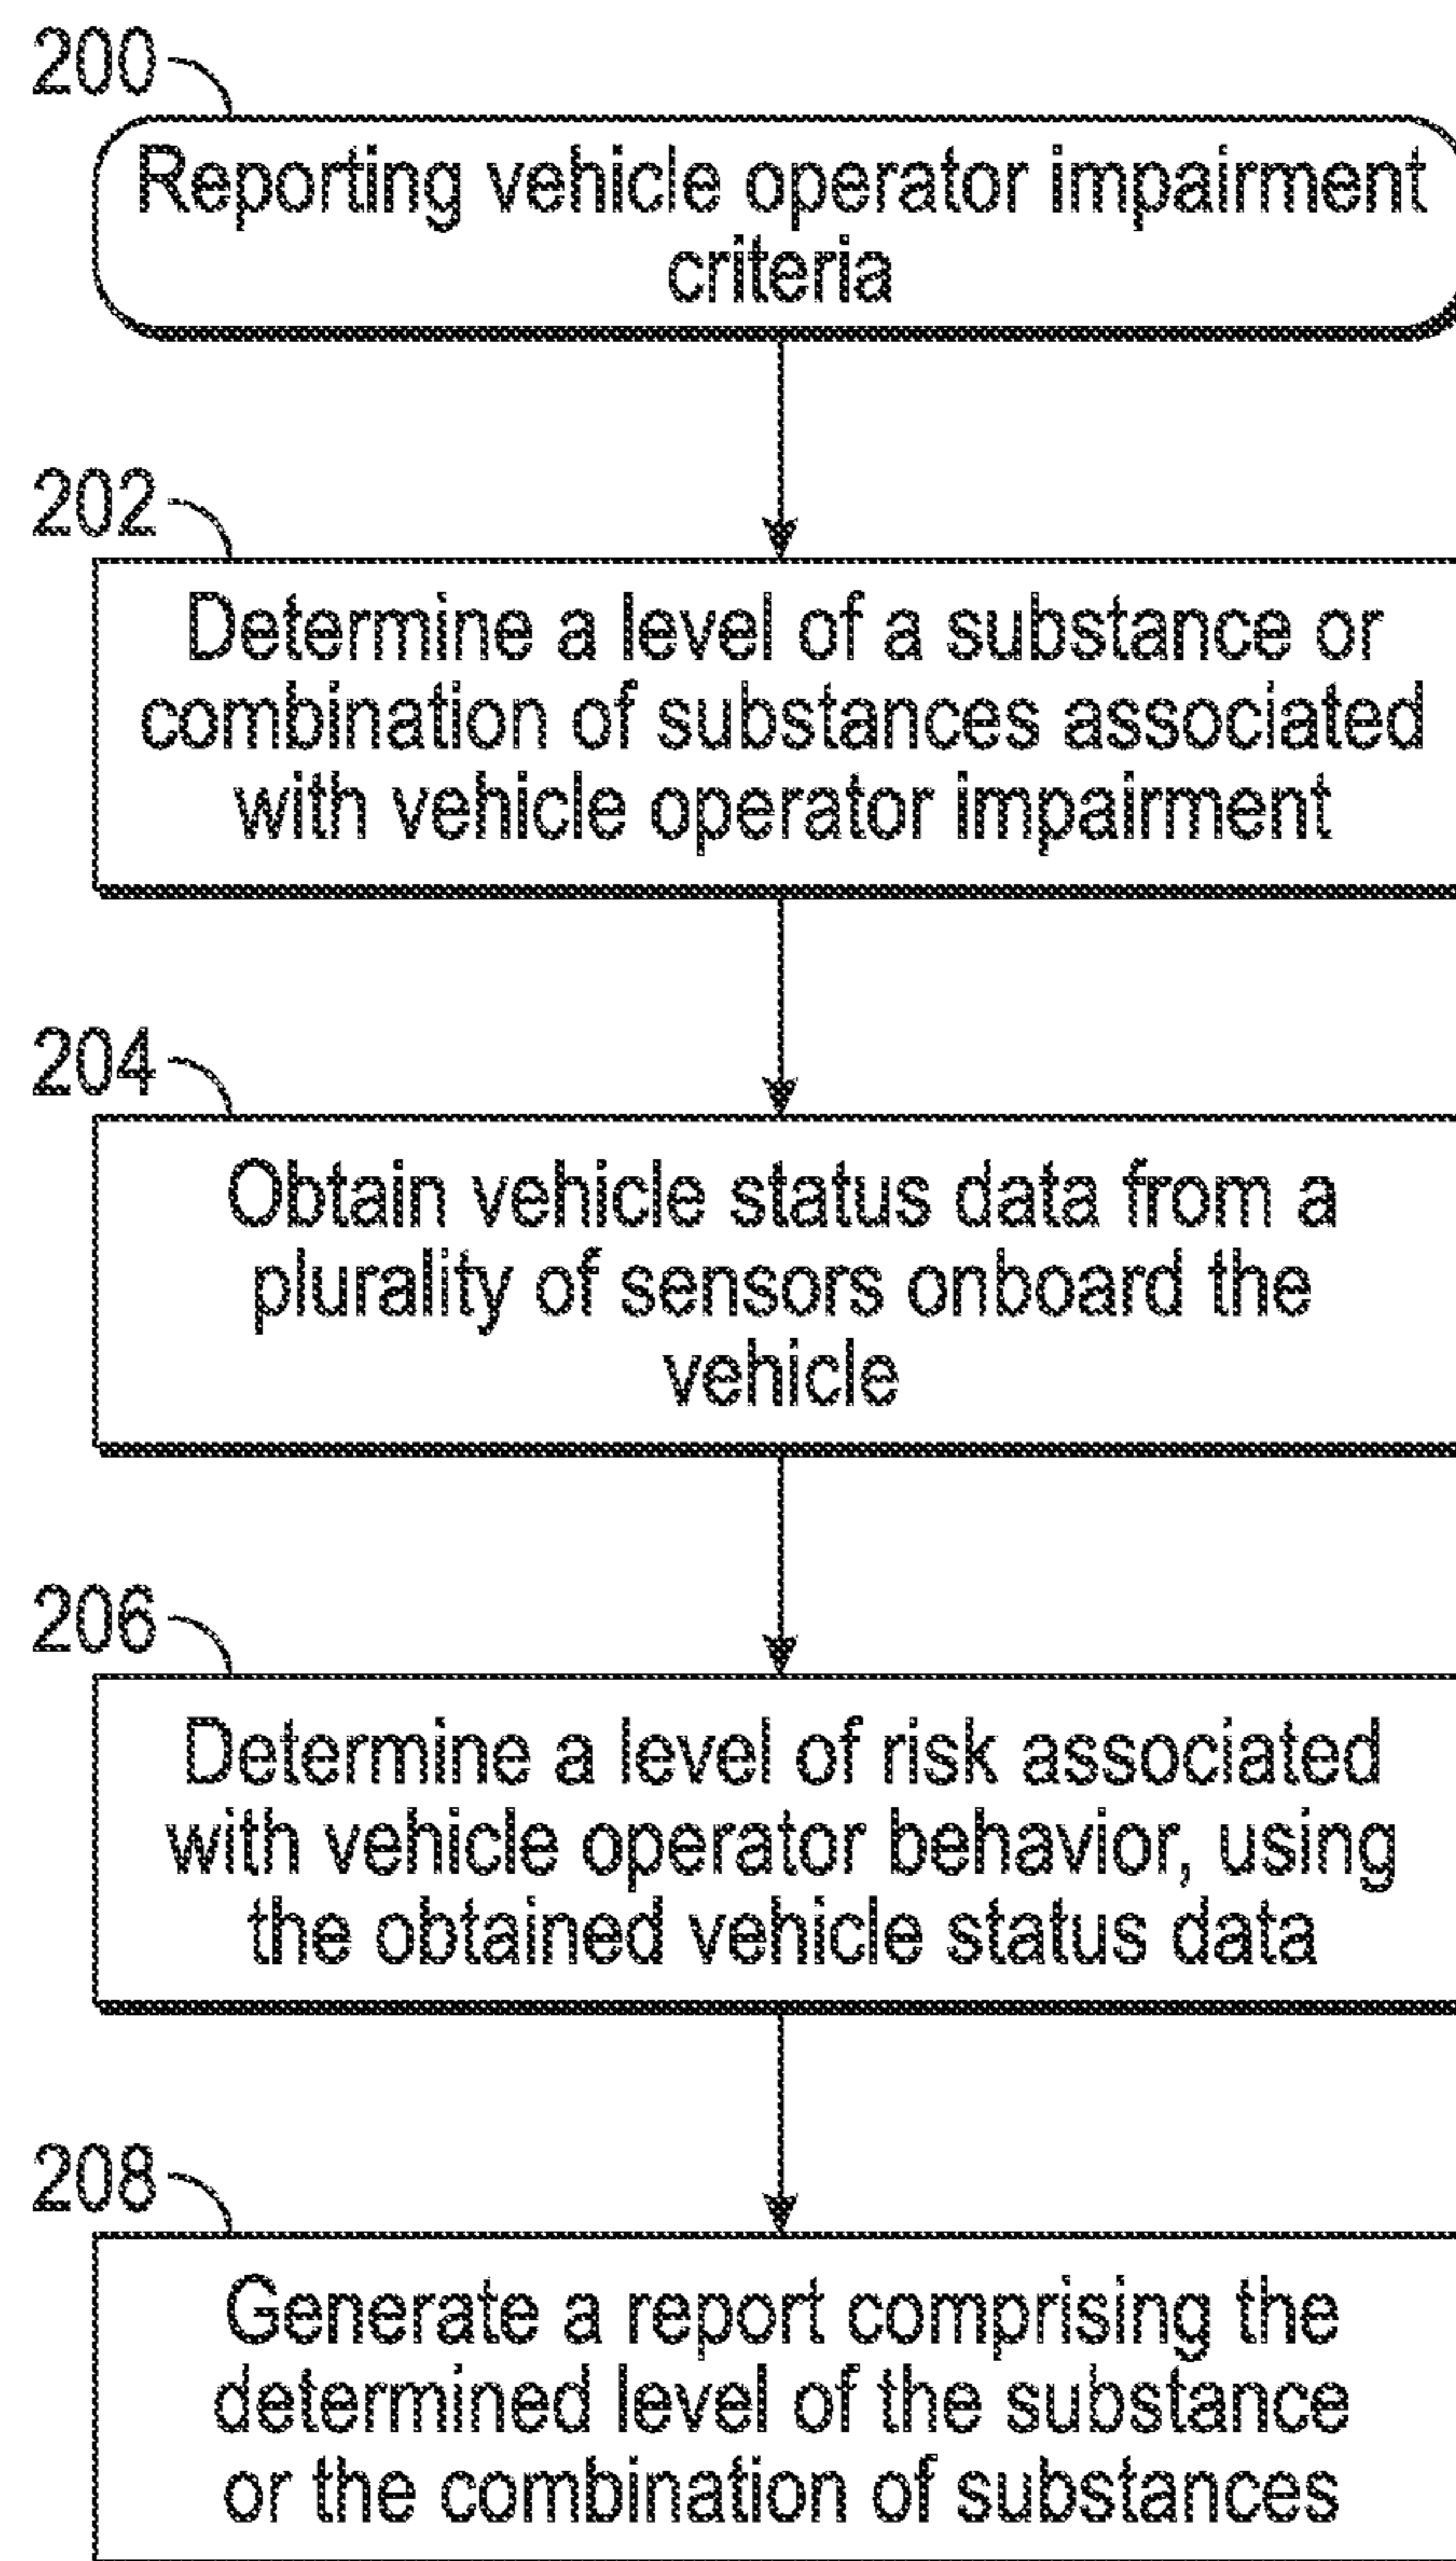 200
Reporting vehicle operator impairment
criteria
202
Determine a level of a substance or
combination of substances associated
with vehicle operator impairment
204
Obtain vehicle status data from a
plurality of sensors onboard the
vehicle
206
Determine a level of risk associated
with vehicle operator behavior, using
the obtained vehicle status data
208
Generate a report comprising the
determined level of the substance
or the combination of substances